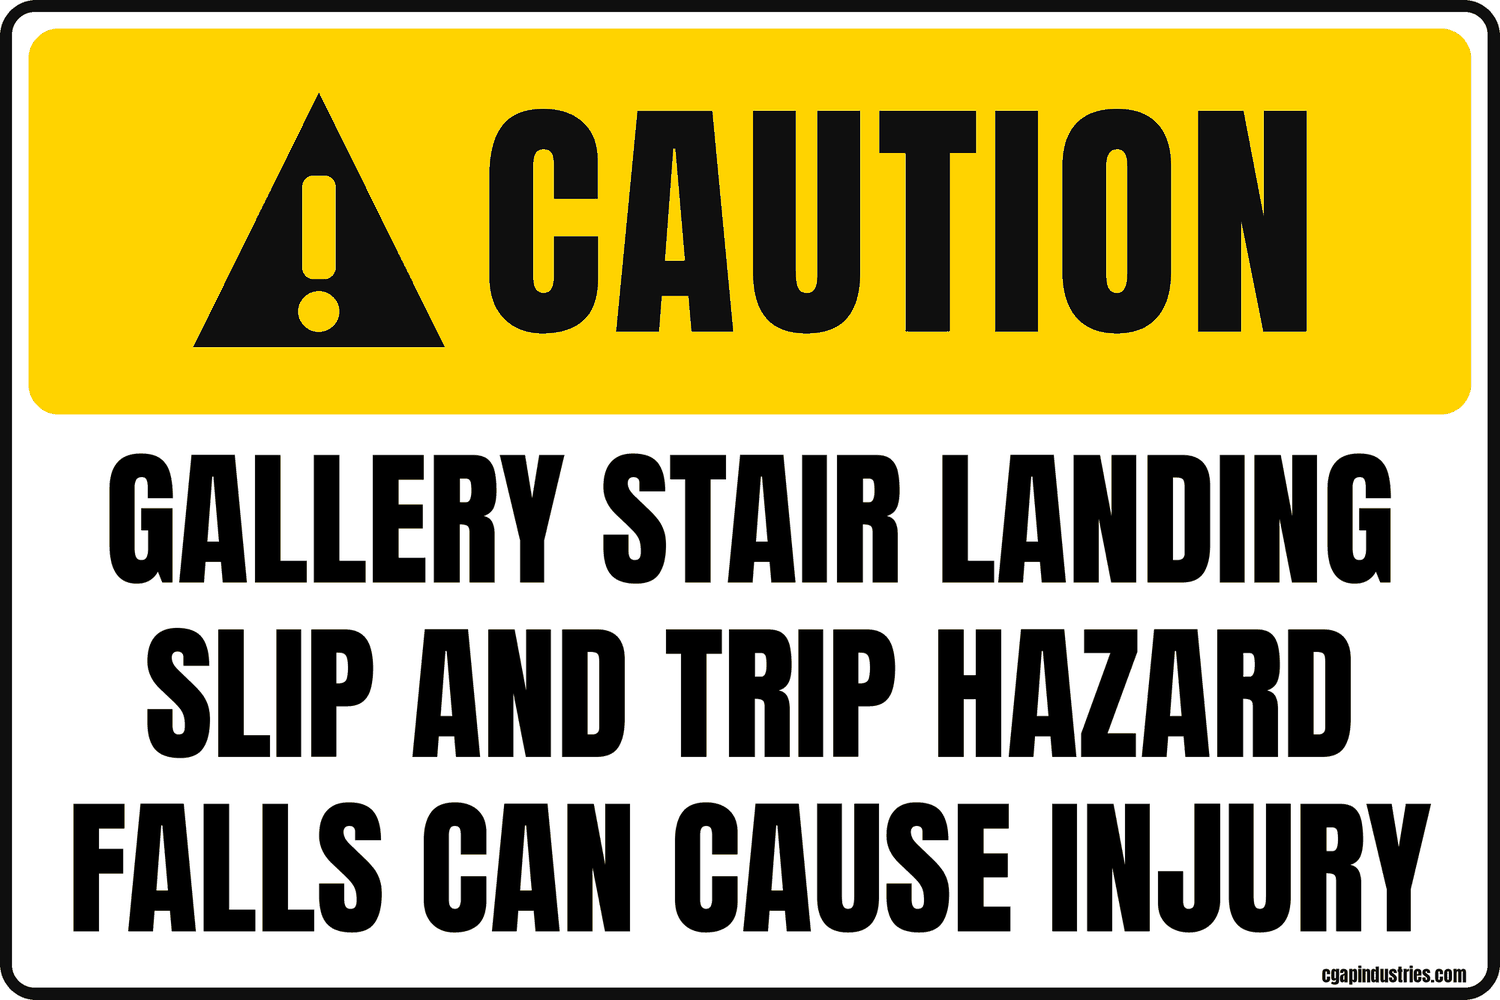 CAUTION
GALLERY STAIR LANDING
SLIP AND TRIP HAZARD
FALLS CAN CAUSE INJURY
cgapindustries.com